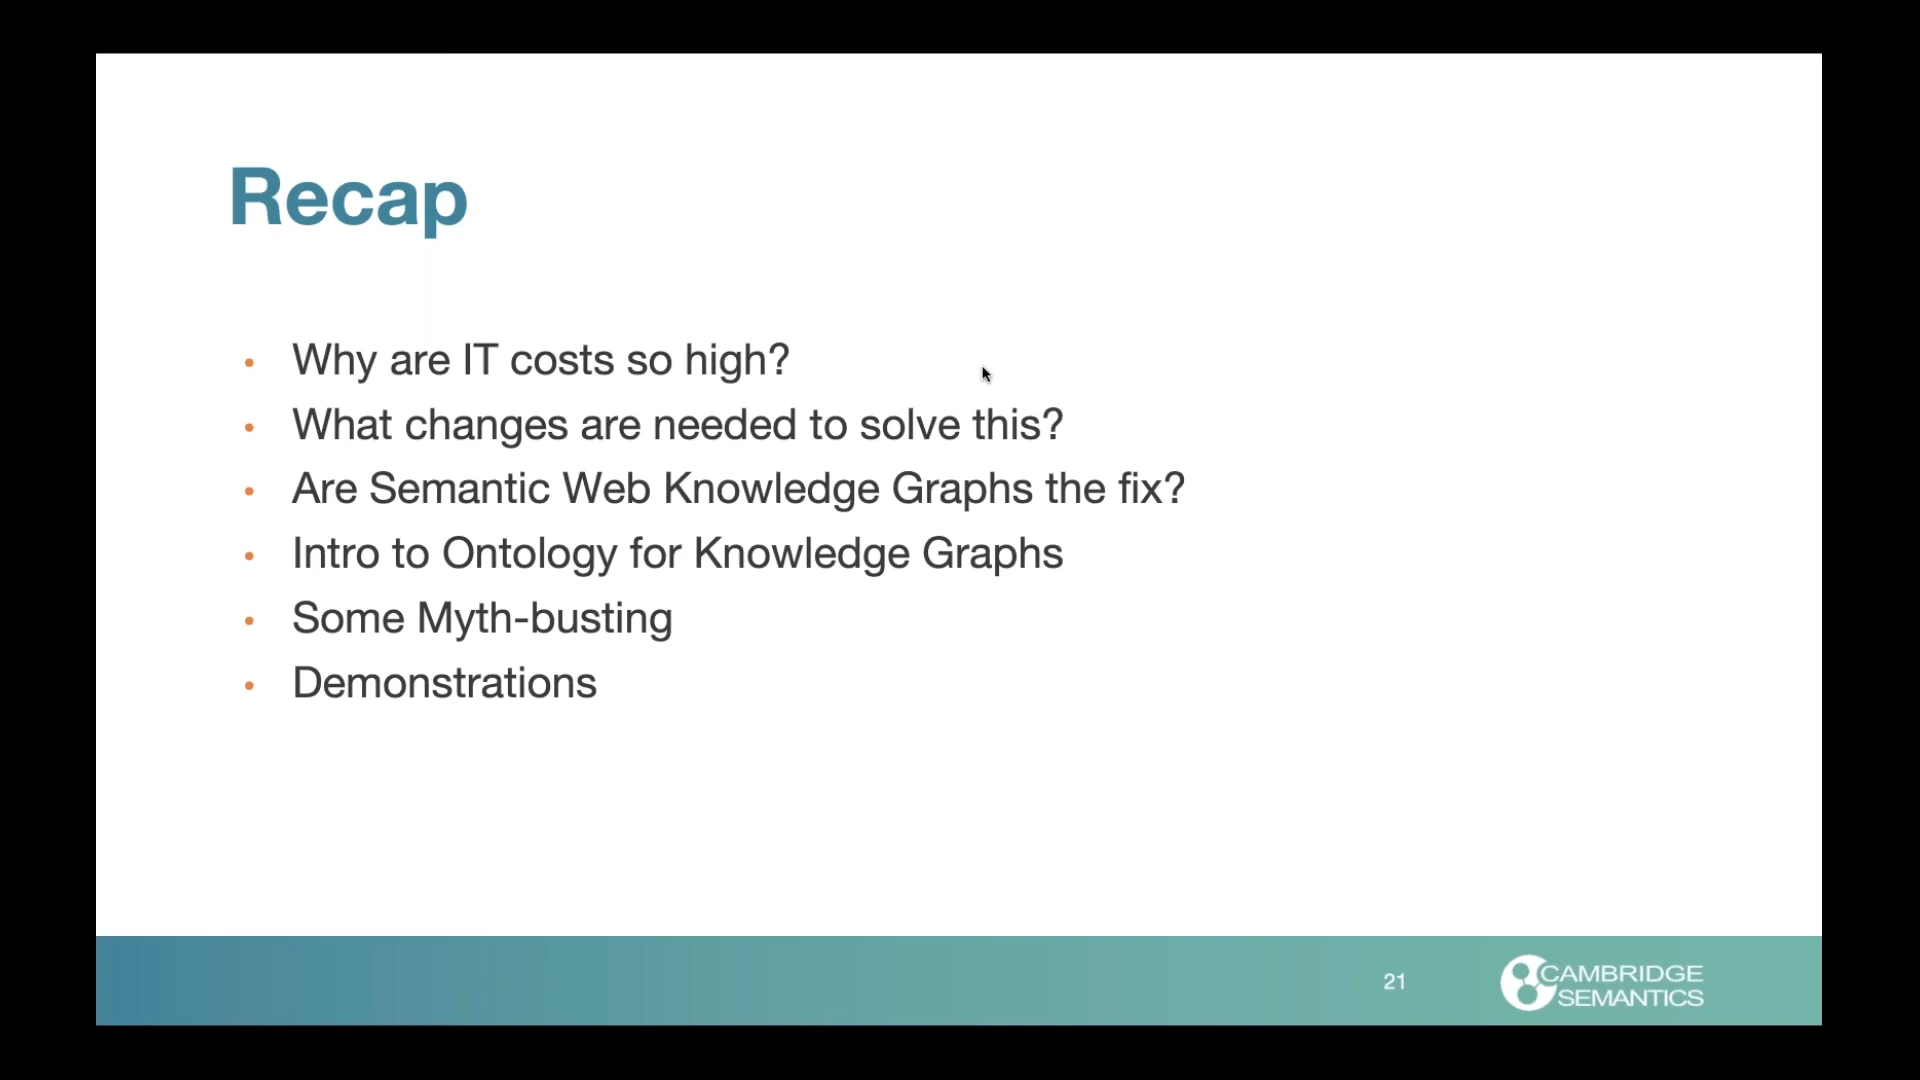 Recap
• Why are IT costs so high?
• What changes are needed to solve this?
• Are Semantic Web Knowledge Graphs the fix?
• Intro to Ontology for Knowledge Graphs
• Some Myth-busting
• Demonstrations
21
CAMBRIDGE
SEMANTICS